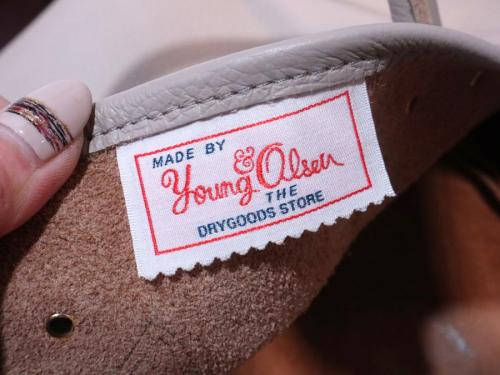 MADE BY
Young & Olsen
THE
DRYGOODS STORE